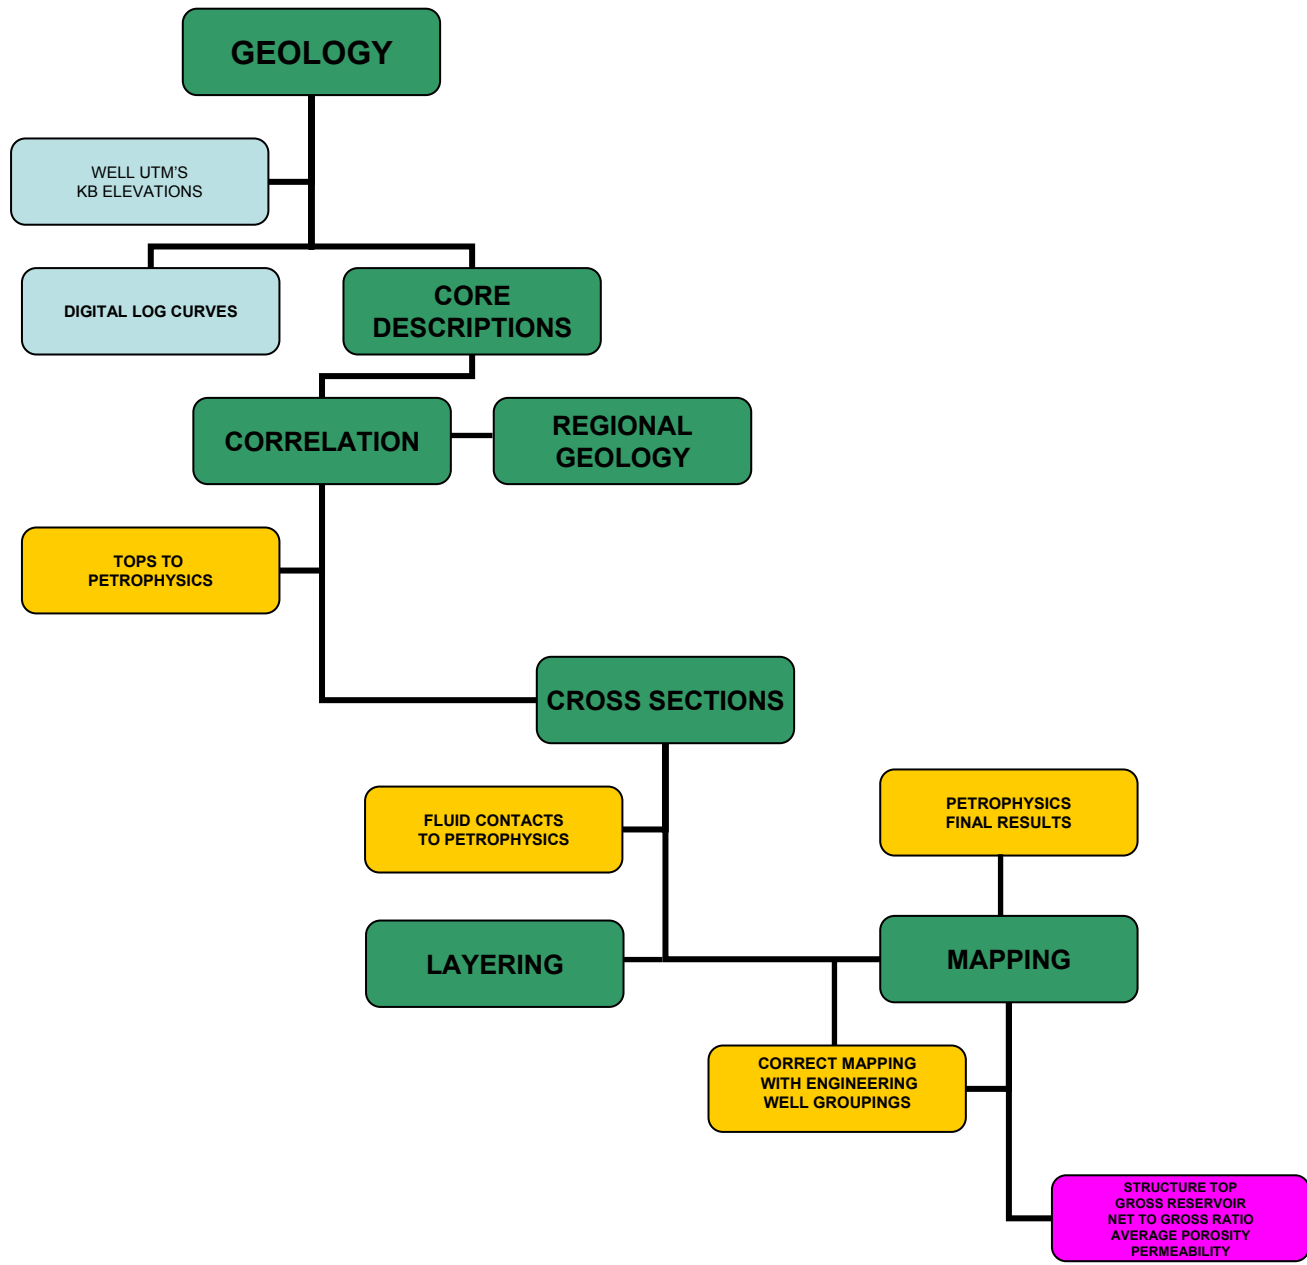 GEOLOGY
WELL UTM'S
KB ELEVATIONS
DIGITAL LOG CURVES
CORE
DESCRIPTIONS
CORRELATION
REGIONAL
GEOLOGY
TOPS TO
PETROPHYSICS
CROSS SECTIONS
FLUID CONTACTS
TO PETROPHYSICS
PETROPHYSICS
FINAL RESULTS
LAYERING
MAPPING
CORRECT MAPPING
WITH ENGINEERING
WELL GROUPINGS
STRUCTURE TOP
GROSS RESERVOIR
NET TO GROSS RATIO
AVERAGE POROSITY
PERMEABILITY